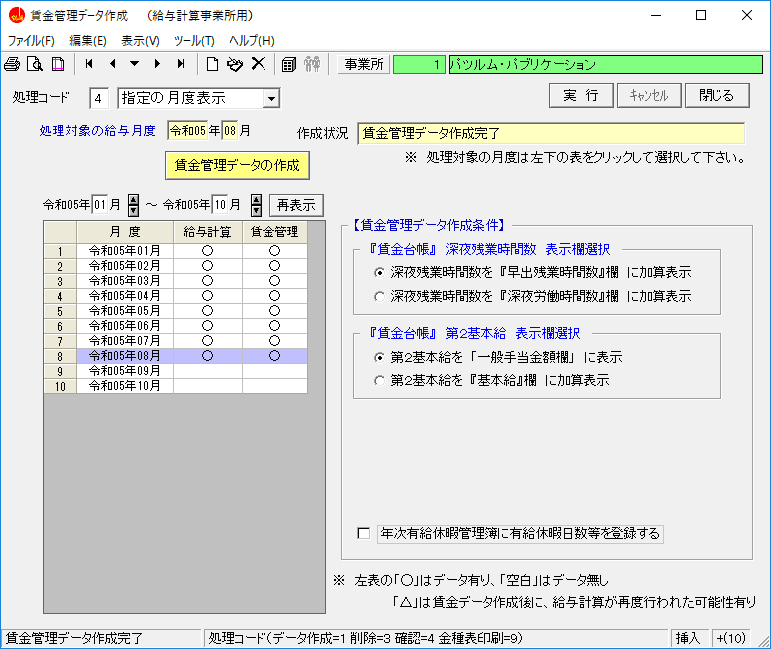 賃金管理データ作成　（給与計算事業所用）
ファイル(F)　編集(E)　表示(V)　ツール(T)　ヘルプ(H)
事業所　1　パツルム・パブリケーション
処理コード　4　指定の月度表示　実 行　キャンセル　閉じる
処理対象の給与月度　令和05年08月　作成状況　賃金管理データ作成完了
賃金管理データの作成　※ 処理対象の月度は左下の表をクリックして選択して下さい。
令和05年01月 ～ 令和05年10月　再表示
月 度　給与計算　賃金管理
1　令和05年01月　○　○
2　令和05年02月　○　○
3　令和05年03月　○　○
4　令和05年04月　○　○
5　令和05年05月　○　○
6　令和05年06月　○　○
7　令和05年07月　○　○
8　令和05年08月　○　○
9　令和05年09月
10　令和05年10月
【賃金管理データ作成条件】
『賃金台帳』 深夜残業時間数 表示欄選択
深夜残業時間数を『早出残業時間数』欄 に加算表示
深夜残業時間数を『深夜労働時間数』欄 に加算表示
『賃金台帳』 第2基本給 表示欄選択
第2基本給を「一般手当金額欄」に表示
第2基本給を『基本給』欄 に加算表示
年次有給休暇管理簿に有給休暇日数等を登録する
※ 左表の「○」はデータ有り、「空白」はデータ無し
「△」は賃金データ作成後に、給与計算が再度行われた可能性有り
賃金管理データ作成完了　処理コード(データ作成=1 削除=3 確認=4 金種表印刷=9)　挿入　+(10)